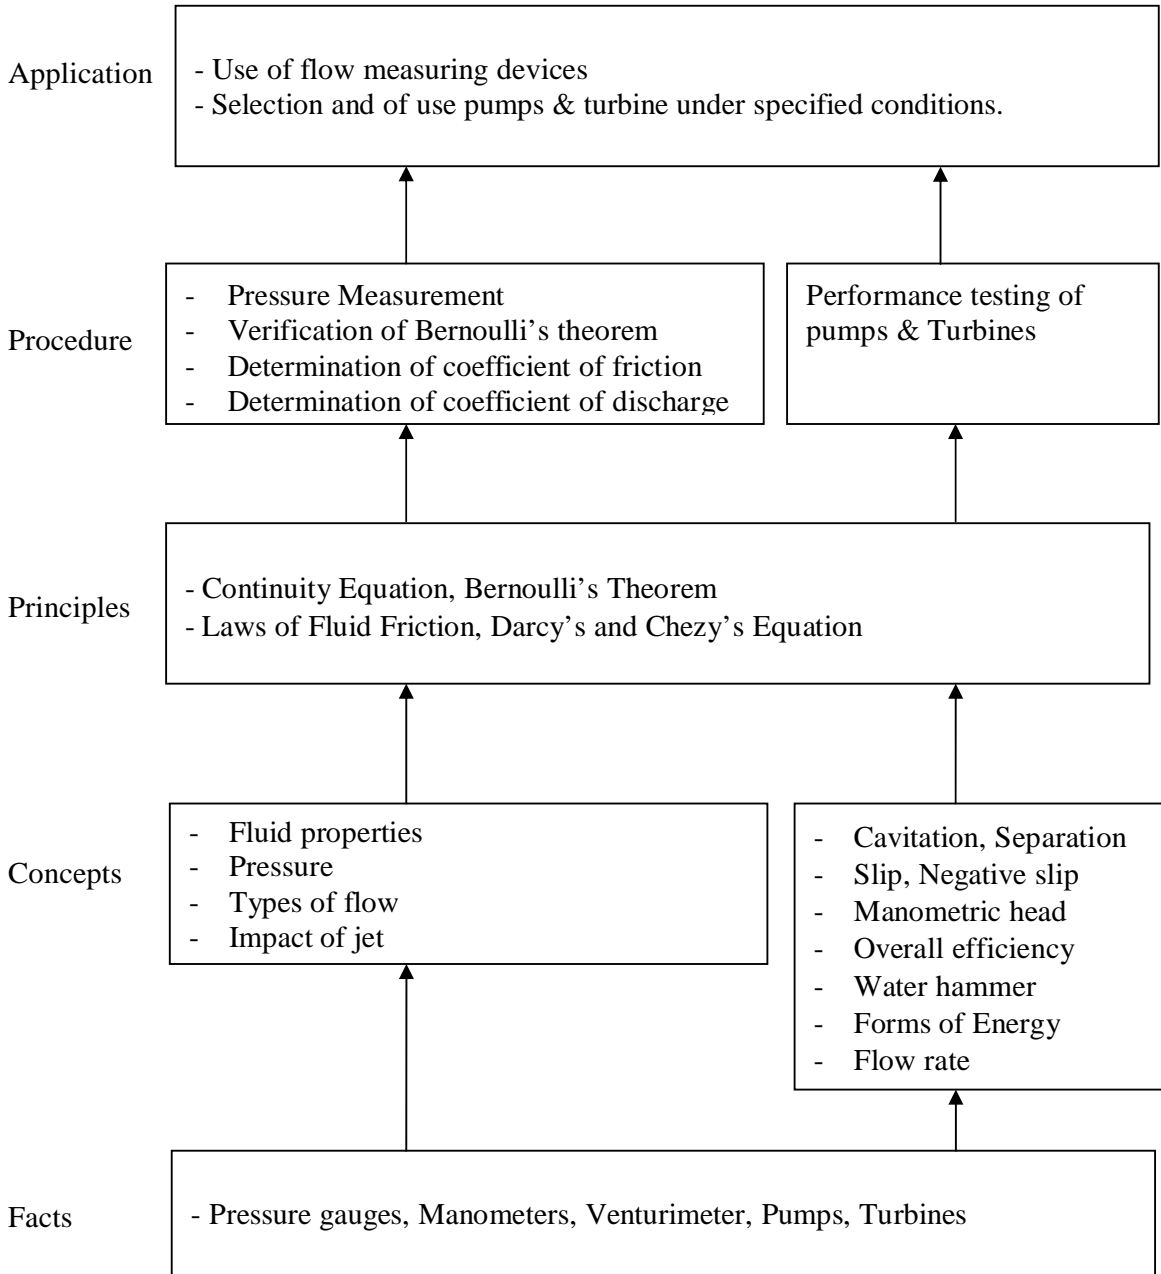 Application
- Use of flow measuring devices
- Selection and of use pumps & turbine under specified conditions.
Procedure
- Pressure Measurement
- Verification of Bernoulli’s theorem
- Determination of coefficient of friction
- Determination of coefficient of discharge
Performance testing of
pumps & Turbines
Principles
- Continuity Equation, Bernoulli’s Theorem
- Laws of Fluid Friction, Darcy’s and Chezy’s Equation
Concepts
- Fluid properties
- Pressure
- Types of flow
- Impact of jet
- Cavitation, Separation
- Slip, Negative slip
- Manometric head
- Overall efficiency
- Water hammer
- Forms of Energy
- Flow rate
Facts
- Pressure gauges, Manometers, Venturimeter, Pumps, Turbines